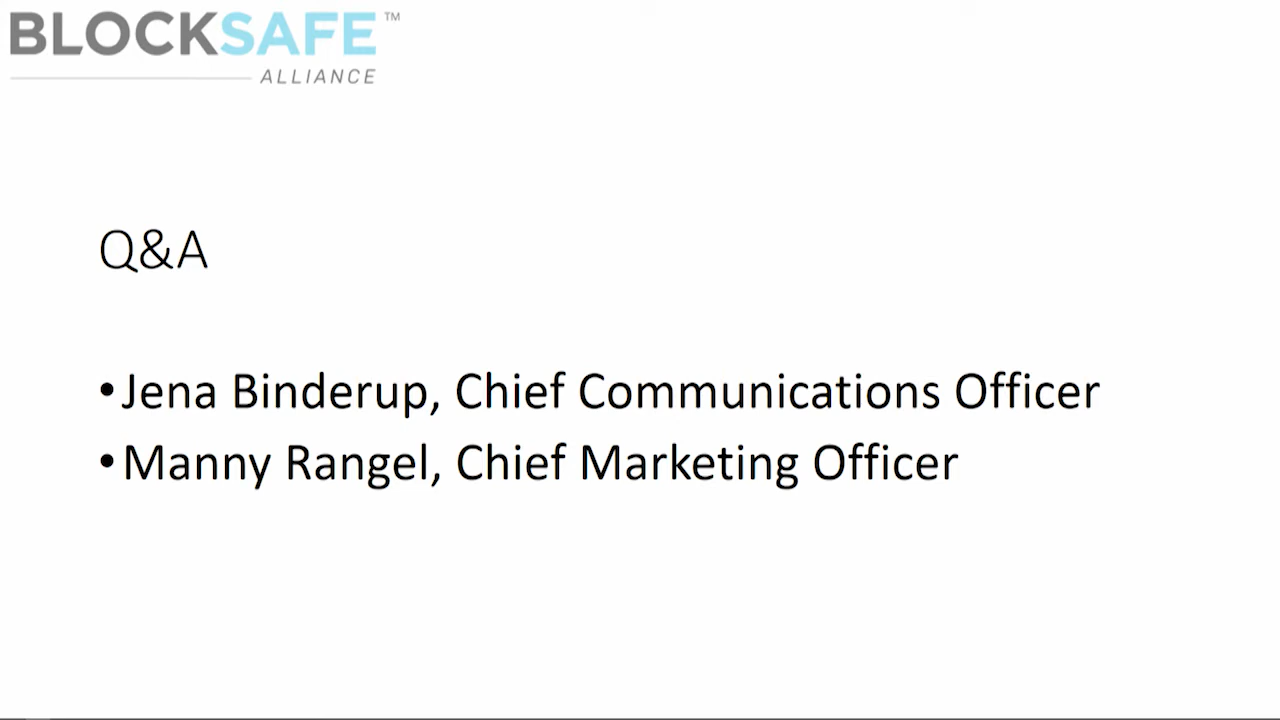 BLOCKSAFE™
ALLIANCE
Q&A
•Jena Binderup, Chief Communications Officer
•Manny Rangel, Chief Marketing Officer